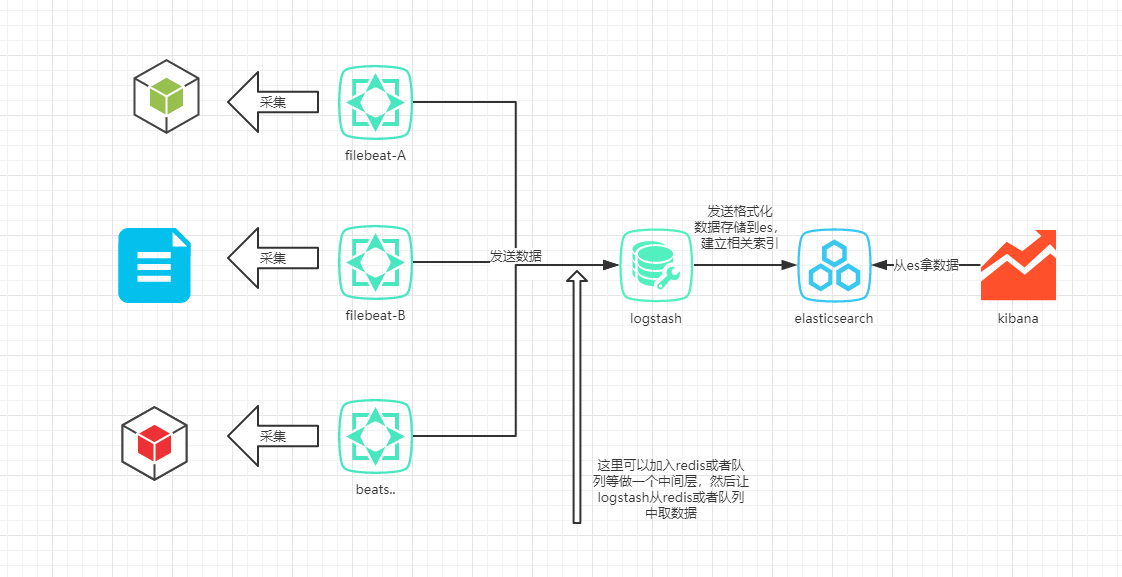 采集
filebeat-A
采集
filebeat-B
采集
beats..
发送数据
这里可以加入redis或者队
列等做一个中间层，然后让
logstash从redis或者队列
中取数据
logstash
发送格式化
数据存储到es，
建立相关索引
elasticsearch
从es拿数据
kibana